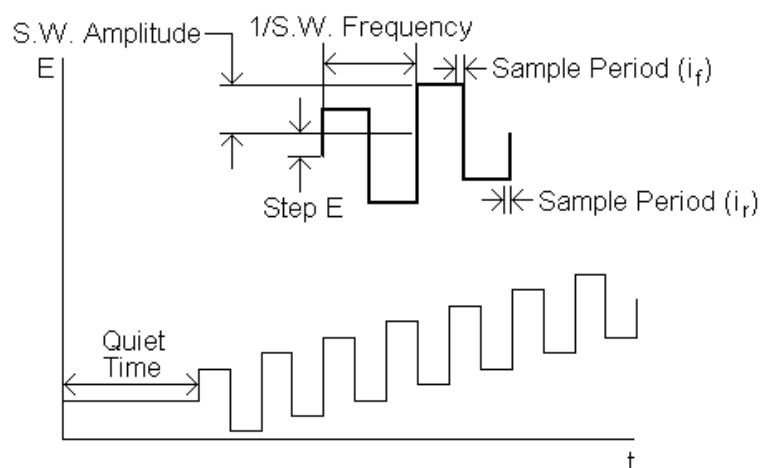 1/S.W. Frequency
S.W. Amplitude
E
Sample Period (if)
Step E
Sample Period (ir)
Quiet
Time
t